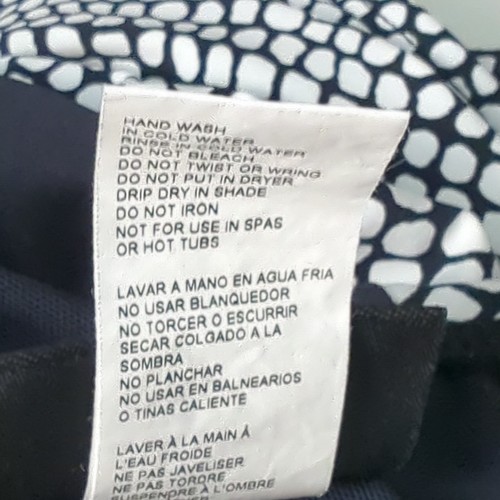 HAND WASH
IN COLD WATER
RINSE IN COLD WATER
DO NOT BLEACH
DO NOT TWIST OR WRING
DO NOT PUT IN DRYER
DRIP DRY IN SHADE
DO NOT IRON
NOT FOR USE IN SPAS
OR HOT TUBS
LAVAR A MANO EN AGUA FRIA
NO USAR BLANQUEDOR
NO TORCER O ESCURRIR
SECAR COLGADO A LA
SOMBRA
NO PLANCHAR
NO USAR EN BALNEARIOS
O TINAS CALIENTE
LAVER À LA MAIN À
L'EAU FROIDE
NE PAS JAVELISER
NE PAS TORDRE
SUSPENDRE À L'OMBRE